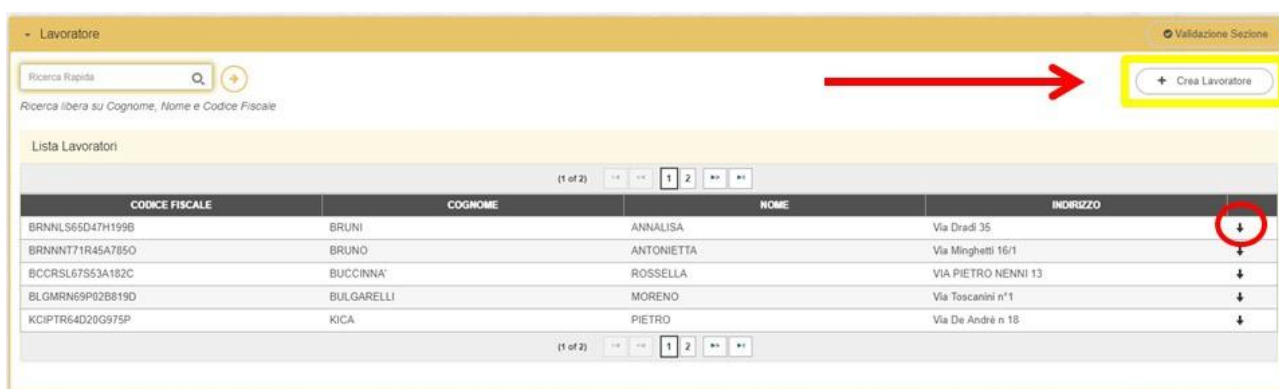 Lavoratore
Validazione Sezione
Ricerca Rapida
+ Crea Lavoratore
Ricerca libera su Cognome, Nome e Codice Fiscale
Lista Lavoratori
(1 of 2) 1 2
CODICE FISCALE COGNOME NOME INDIRIZZO
BRNNLS65D47H199B BRUNI ANNALISA Via Dradi 35
BRNNNT71R45A785O BRUNO ANTONIETTA Via Minghetti 16/1
BCCRSL67S53A182C BUCCINNA' ROSSELLA VIA PIETRO NENNI 13
BLGMRN69P02B819D BULGARELLI MORENO Via Toscanini n°1
KCIPTR64D20G975P KICA PIETRO Via De Andrè n 18
(1 of 2) 1 2